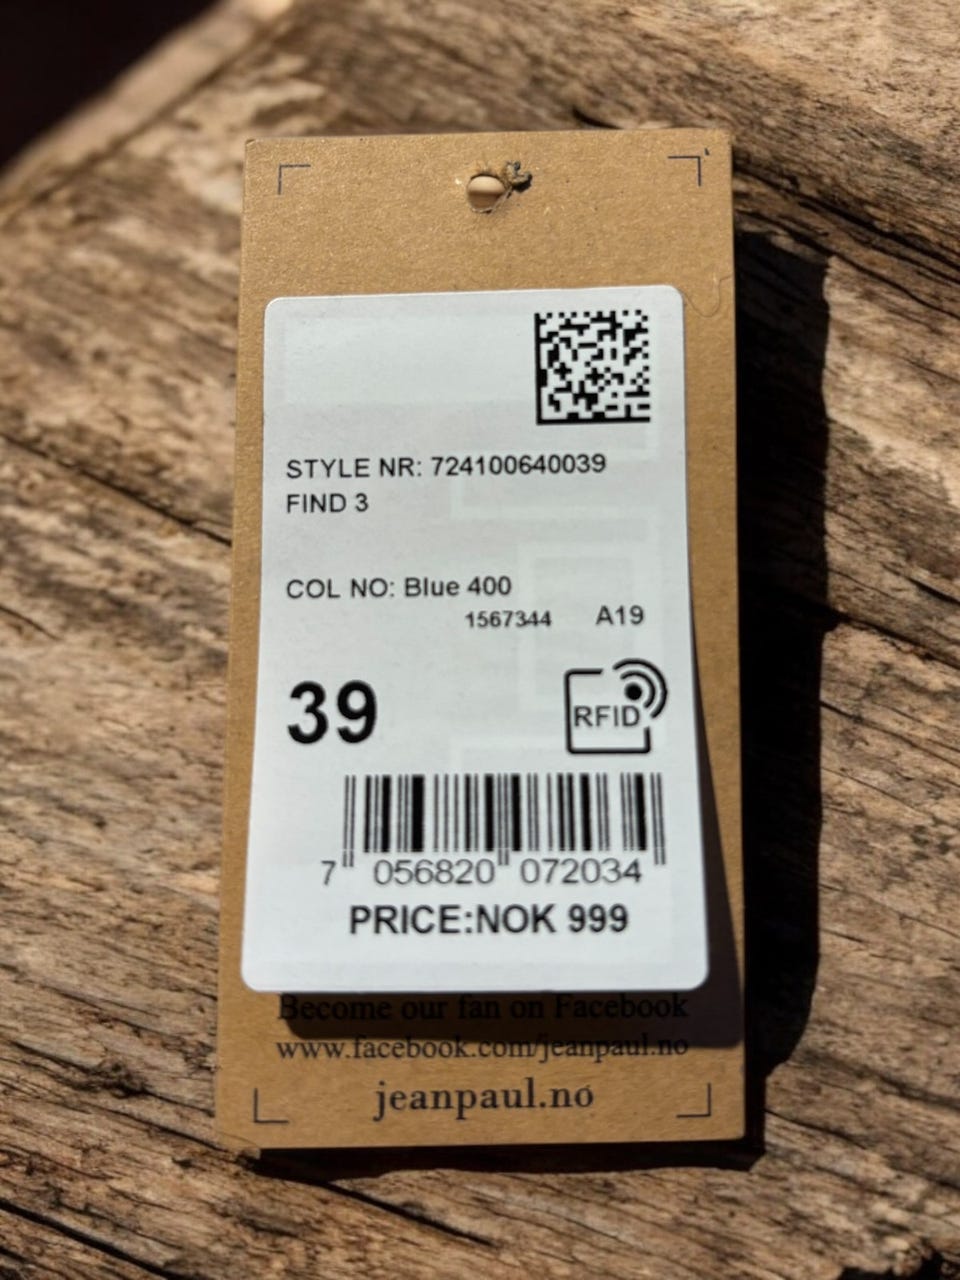 STYLE NR: 724100640039
FIND 3
COL NO: Blue 400
1567344 A19
39
RFID
7 056820 072034
PRICE:NOK 999
Become our fan on Facebook
www.facebook.com/jeanpaul.no
jeanpaul.no